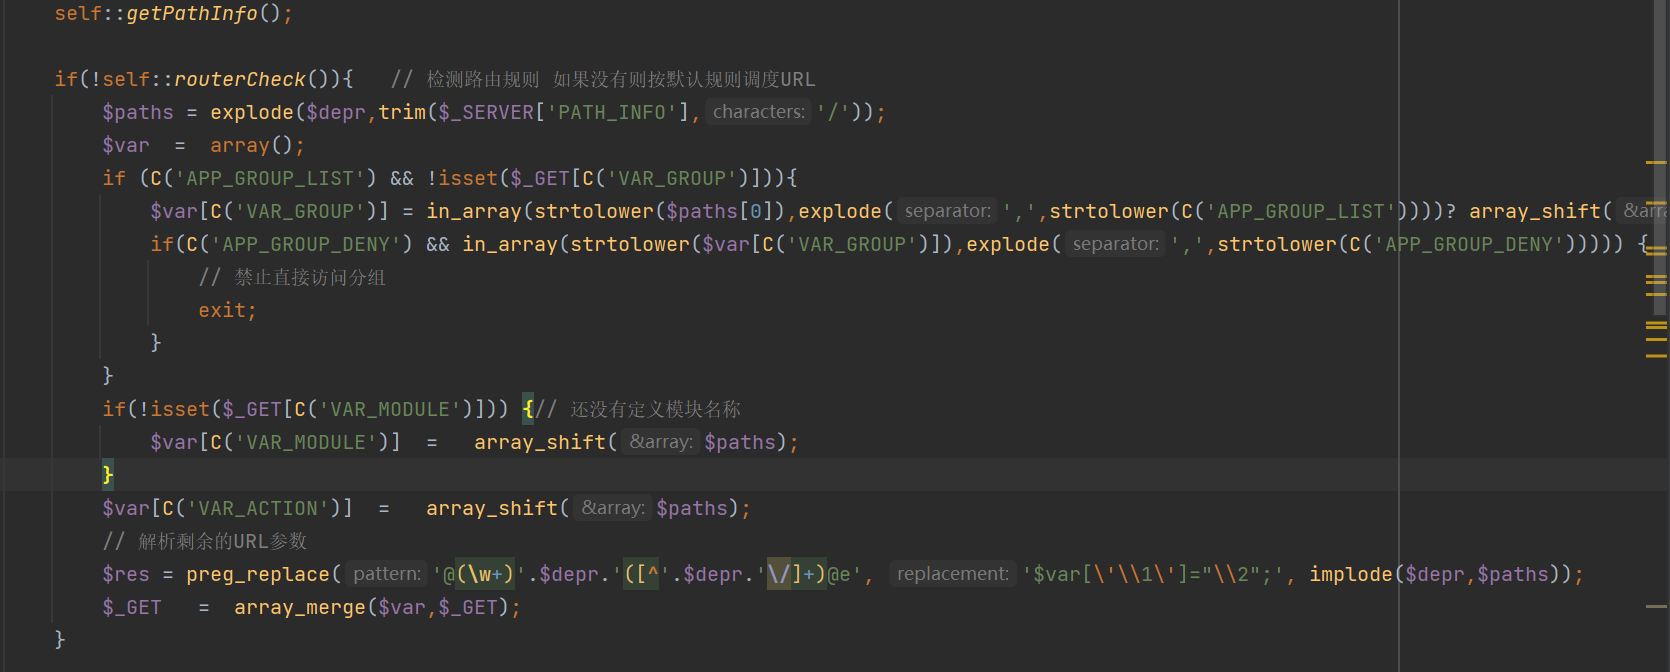 self::getPathInfo();
if(!self::routerCheck()){   // 检测路由规则 如果没有则按默认规则调度URL
$paths = explode($depr,trim($_SERVER['PATH_INFO'], characters: '/'));
$var  =  array();
if (C('APP_GROUP_LIST') && !isset($_GET[C('VAR_GROUP')])){
$var[C('VAR_GROUP')] = in_array(strtolower($paths[0]),explode( separator: ',',strtolower(C('APP_GROUP_LIST'))))? array_shift(
if(C('APP_GROUP_DENY') && in_array(strtolower($var[C('VAR_GROUP')]),explode( separator: ',',strtolower(C('APP_GROUP_DENY'))))) {
// 禁止直接访问分组
exit;
}
}
if(!isset($_GET[C('VAR_MODULE')])) {// 还没有定义模块名称
$var[C('VAR_MODULE')]  =   array_shift( &array: $paths);
}
$var[C('VAR_ACTION')]  =   array_shift( &array: $paths);
// 解析剩余的URL参数
$res = preg_replace( pattern: '@(\w+)'.$depr.'([^'.$depr.'\/]+)@e', replacement: '$var[\'\\1\']="\\2";', implode($depr,$paths));
$_GET   =  array_merge($var,$_GET);
}